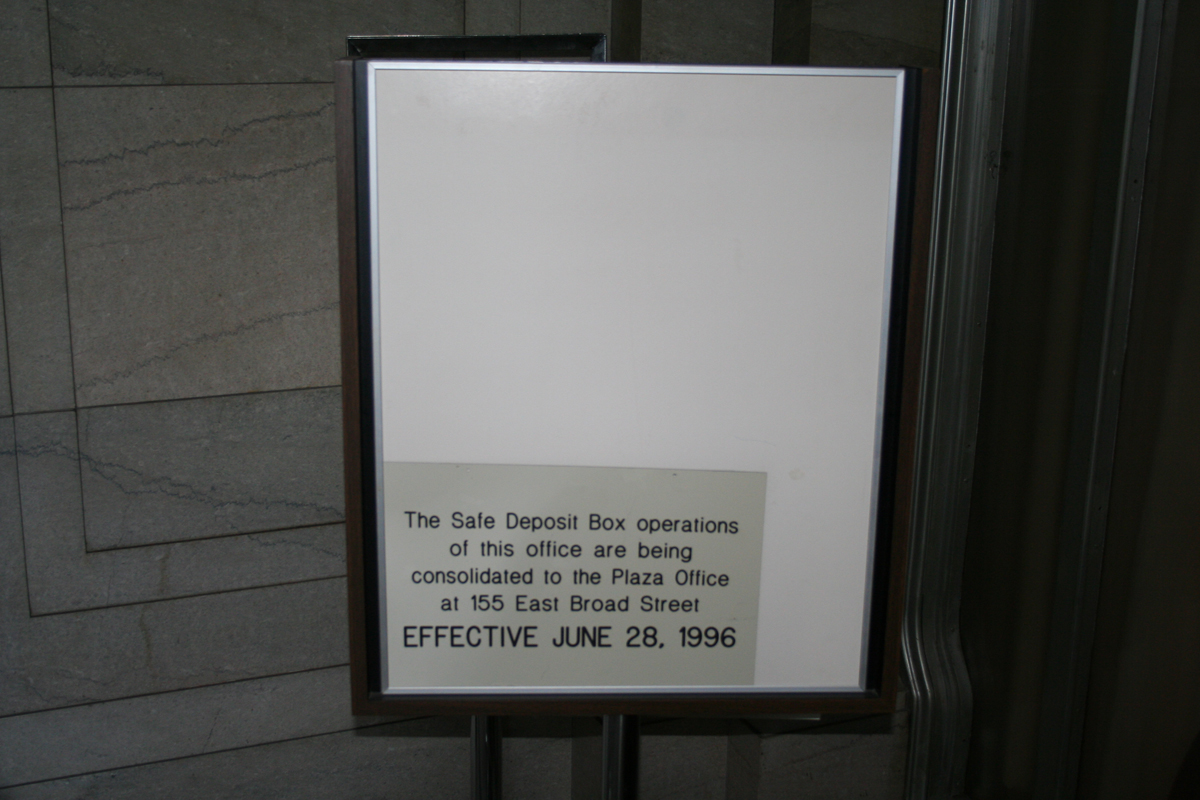 The Safe Deposit Box operations
of this office are being
consolidated to the Plaza Office
at 155 East Broad Street
EFFECTIVE JUNE 28, 1996